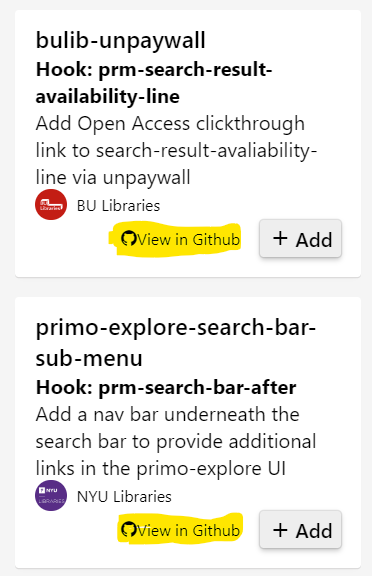 bulib-unpaywall
Hook: prm-search-result-
availability-line
Add Open Access clickthrough
link to search-result-avaliability-
line via unpaywall
BU Libraries
View in Github
+ Add
primo-explore-search-bar-
sub-menu
Hook: prm-search-bar-after
Add a nav bar underneath the
search bar to provide additional
links in the primo-explore UI
NYU Libraries
View in Github
+ Add